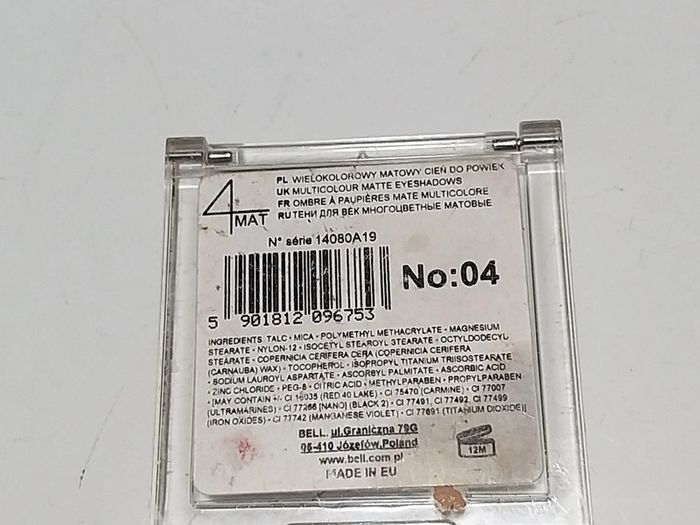 4MAT
PL WIELOKOLOROWY MATOWY CIEŃ DO POWIEK
UK MULTICOLOUR MATTE EYESHADOWS
FR OMBRE À PAUPIÈRES MATE MULTICOLORE
RU ТЕНИ ДЛЯ ВЕК МНОГОЦВЕТНЫЕ МАТОВЫЕ
N° série 14080A19
No:04
5 901812 096753
INGREDIENTS TALC • MICA • POLYMETHYL METHACRYLATE • MAGNESIUM
STEARATE • NYLON-12 • ISOCETYL STEAROYL STEARATE • OCTYLDODECYL
STEARATE • COPERNICIA CERIFERA CERA (COPERNICIA CERIFERA
(CARNAUBA) WAX) • TOCOPHEROL • ISOPROPYL TITANIUM TRIISOSTEARATE
• SODIUM LAUROYL ASPARTATE • ASCORBYL PALMITATE • ASCORBIC ACID
• ZINC CHLORIDE • PEG-8 • CITRIC ACID • METHYLPARABEN • PROPYLPARABEN
• [MAY CONTAIN +/- CI 16035 (RED 40 LAKE) • CI 75470 (CARMINE) • CI 77007
(ULTRAMARINES) • CI 77266 [NANO] (BLACK 2) • CI 77491, CI 77492, CI 77499
(IRON OXIDES) • CI 77742 (MANGANESE VIOLET) • CI 77891 (TITANIUM DIOXIDE)]
BELL, ul.Graniczna 79G
05-410 Józefów,Poland
www.bell.com.pl
MADE IN EU
12M